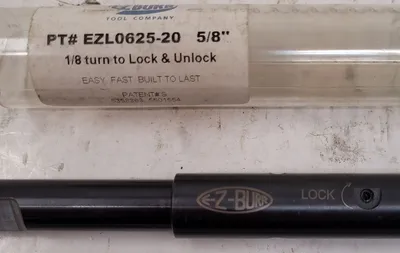 E-Z-BURR
TOOL COMPANY
PT# EZL0625-20 5/8"
1/8 turn to Lock & Unlock
EASY. FAST. BUILT TO LAST
PATENT# S
E-Z-BURR
LOCK